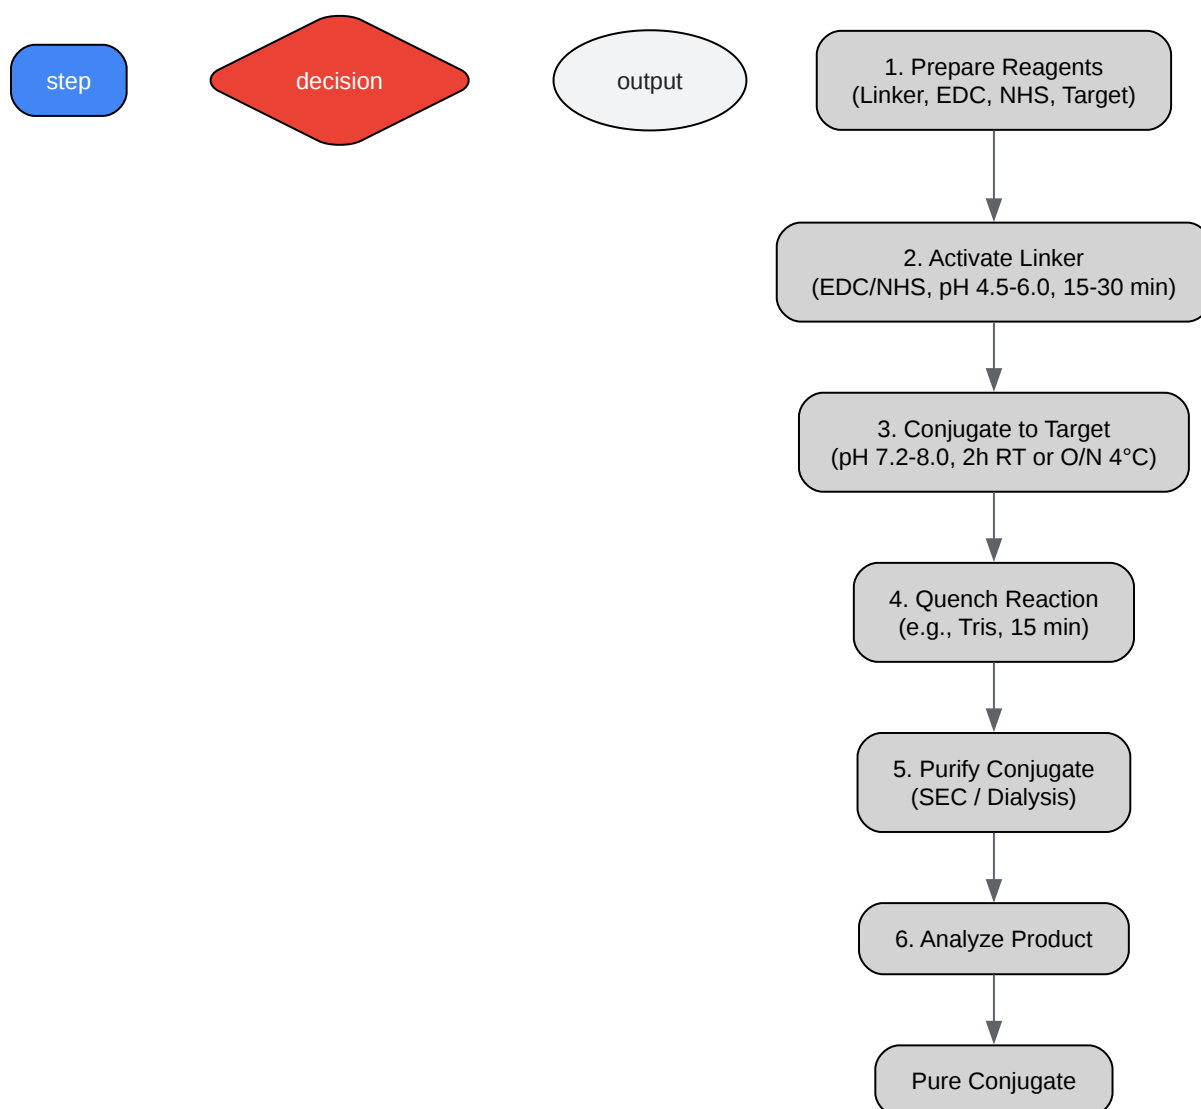 step
decision
output
1. Prepare Reagents
(Linker, EDC, NHS, Target)
2. Activate Linker
(EDC/NHS, pH 4.5-6.0, 15-30 min)
3. Conjugate to Target
(pH 7.2-8.0, 2h RT or O/N 4°C)
4. Quench Reaction
(e.g., Tris, 15 min)
5. Purify Conjugate
(SEC / Dialysis)
6. Analyze Product
Pure Conjugate